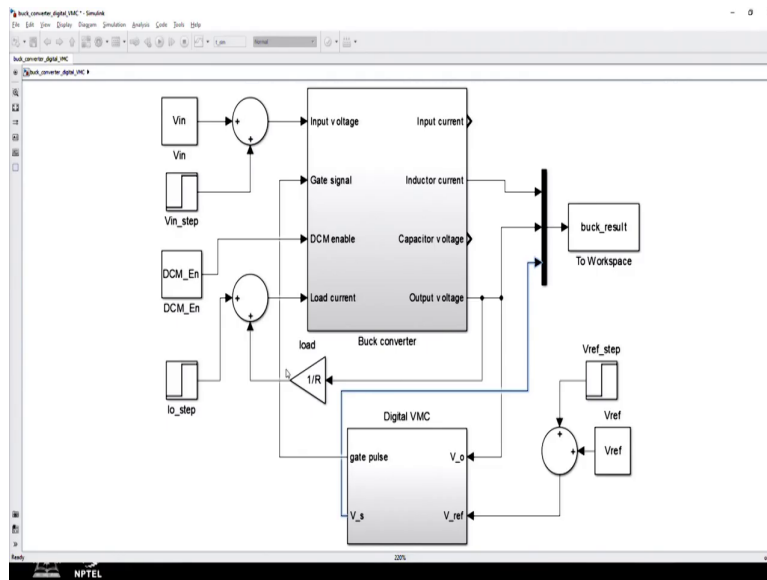 buck_converter_digital_VMC * - Simulink
File Edit View Display Diagram Simulation Analysis Code Tools Help
t_sim
Normal
buck_converter_digital_VMC
buck_converter_digital_VMC
Vin
Vin
Vin_step
DCM_En
DCM_En
Io_step
Input voltage
Gate signal
DCM enable
Load current
Input current
Inductor current
Capacitor voltage
Output voltage
Buck converter
buck_result
To Workspace
load
1/R
Digital VMC
gate pulse
V_s
V_o
V_ref
Vref_step
Vref
Vref
Ready
220%
NPTEL